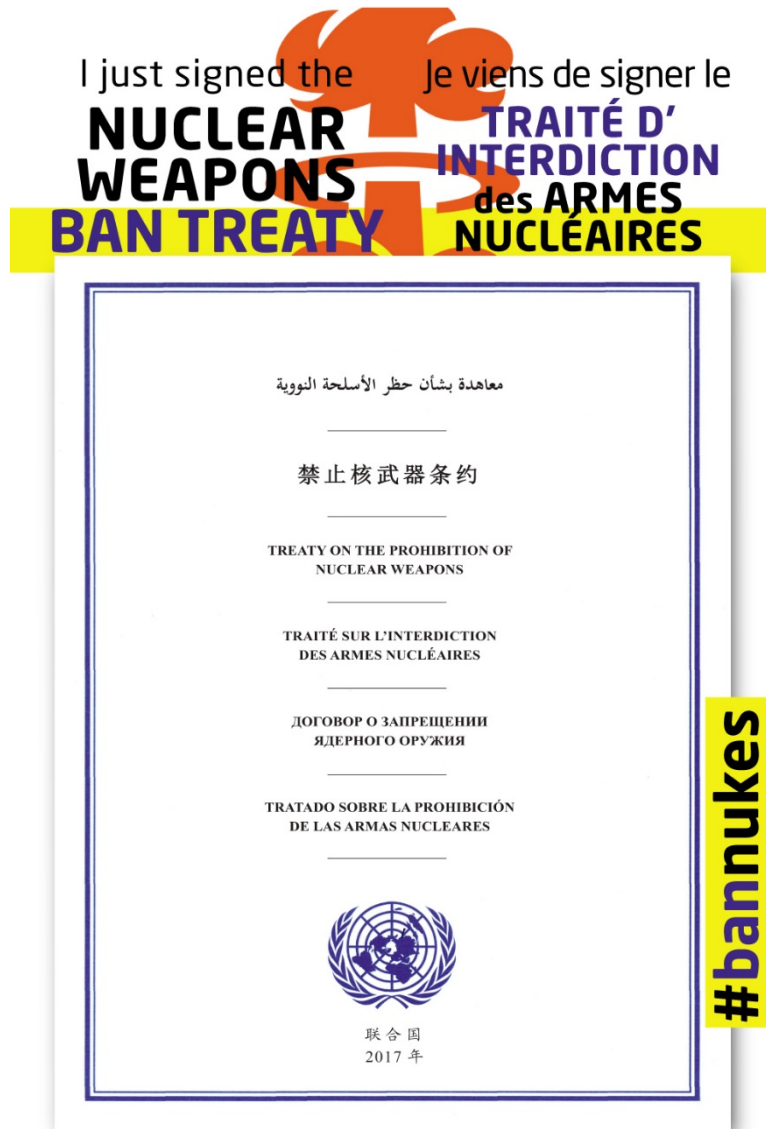 I just signed the
NUCLEAR
WEAPONS
BAN TREATY
Je viens de signer le
TRAITÉ D'
INTERDICTION
des ARMES
NUCLÉAIRES
معاهدة بشأن حظر الأسلحة النووية
禁止核武器条约
TREATY ON THE PROHIBITION OF
NUCLEAR WEAPONS
TRAITÉ SUR L'INTERDICTION
DES ARMES NUCLÉAIRES
ДОГОВОР О ЗАПРЕЩЕНИИ
ЯДЕРНОГО ОРУЖИЯ
TRATADO SOBRE LA PROHIBICIÓN
DE LAS ARMAS NUCLEARES
联合国
2017 年
#bannukes